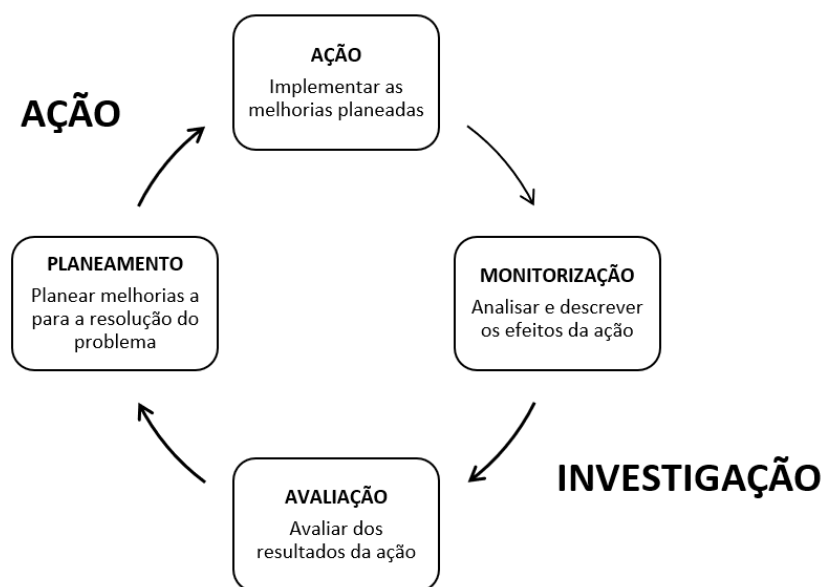 AÇÃO
Implementar as
melhorias planeadas
AÇÃO
PLANEAMENTO
Planear melhorias a
para a resolução do
problema
MONITORIZAÇÃO
Analisar e descrever
os efeitos da ação
INVESTIGAÇÃO
AVALIAÇÃO
Avaliar dos
resultados da ação